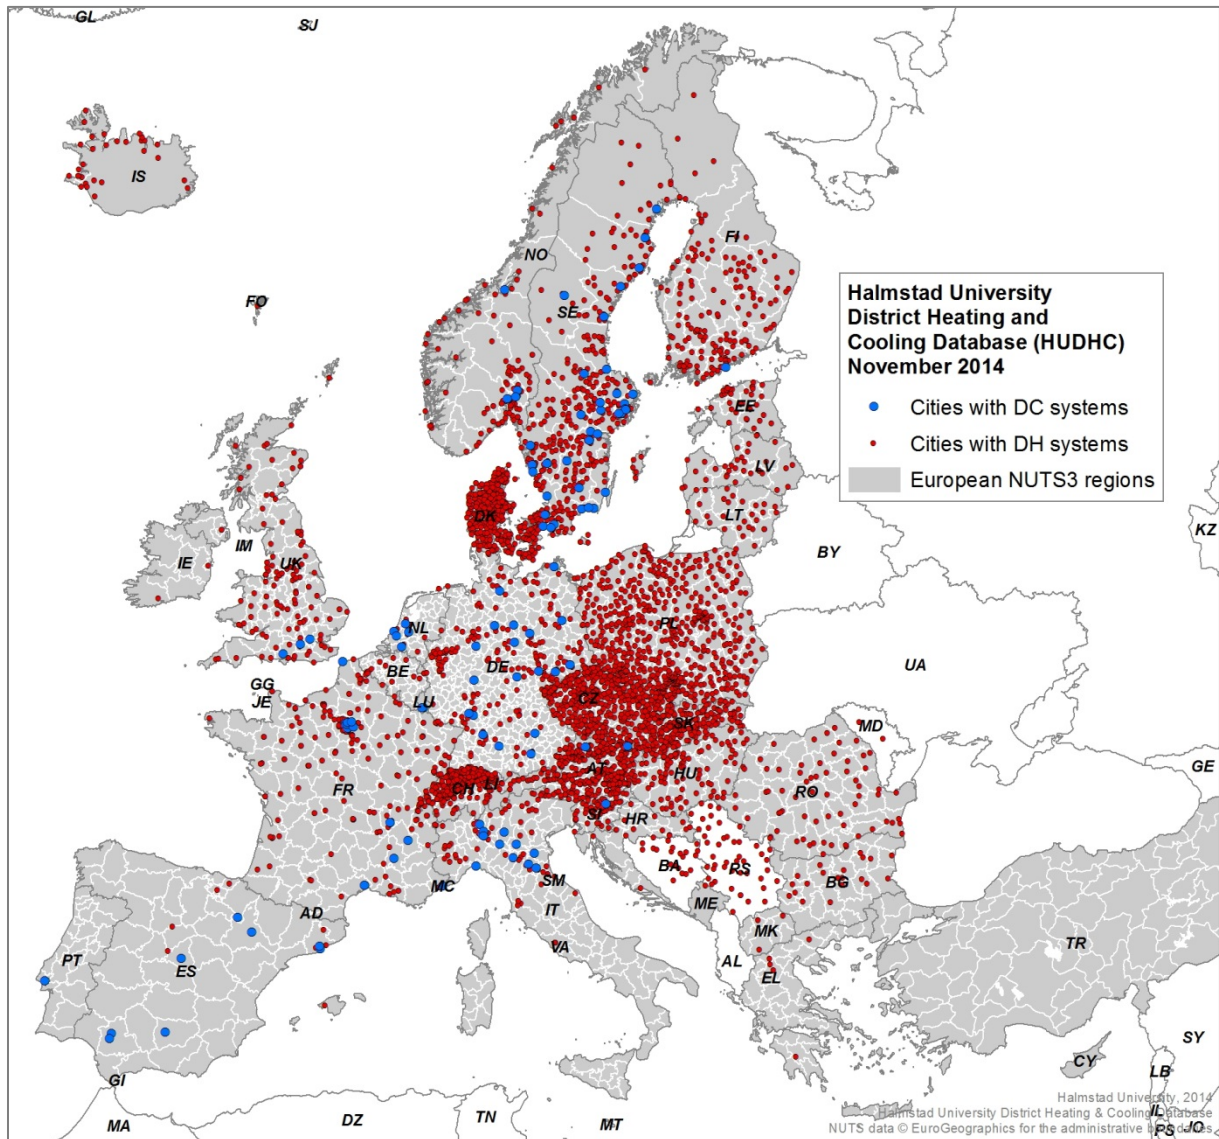 GL
SJ
IS
FO
NO
SE
FI
Halmstad University
District Heating and
Cooling Database (HUDHC)
November 2014
Cities with DC systems
Cities with DH systems
European NUTS3 regions
EE
LV
LT
DK
IE
IM
UK
BY
KZ
NL
PL
BE
DE
UA
GG
JE
LU
CZ
SK
MD
FR
CH
LI
AT
HU
RO
GE
SI
HR
BA
RS
BG
AD
MC
SM
IT
VA
ME
MK
AL
EL
TR
PT
ES
GI
CY
SY
LB
IL
PS
JO
MA
DZ
TN
MT
Halmstad University, 2014
Halmstad University District Heating & Cooling Database
NUTS data © EuroGeographics for the administrative boundaries